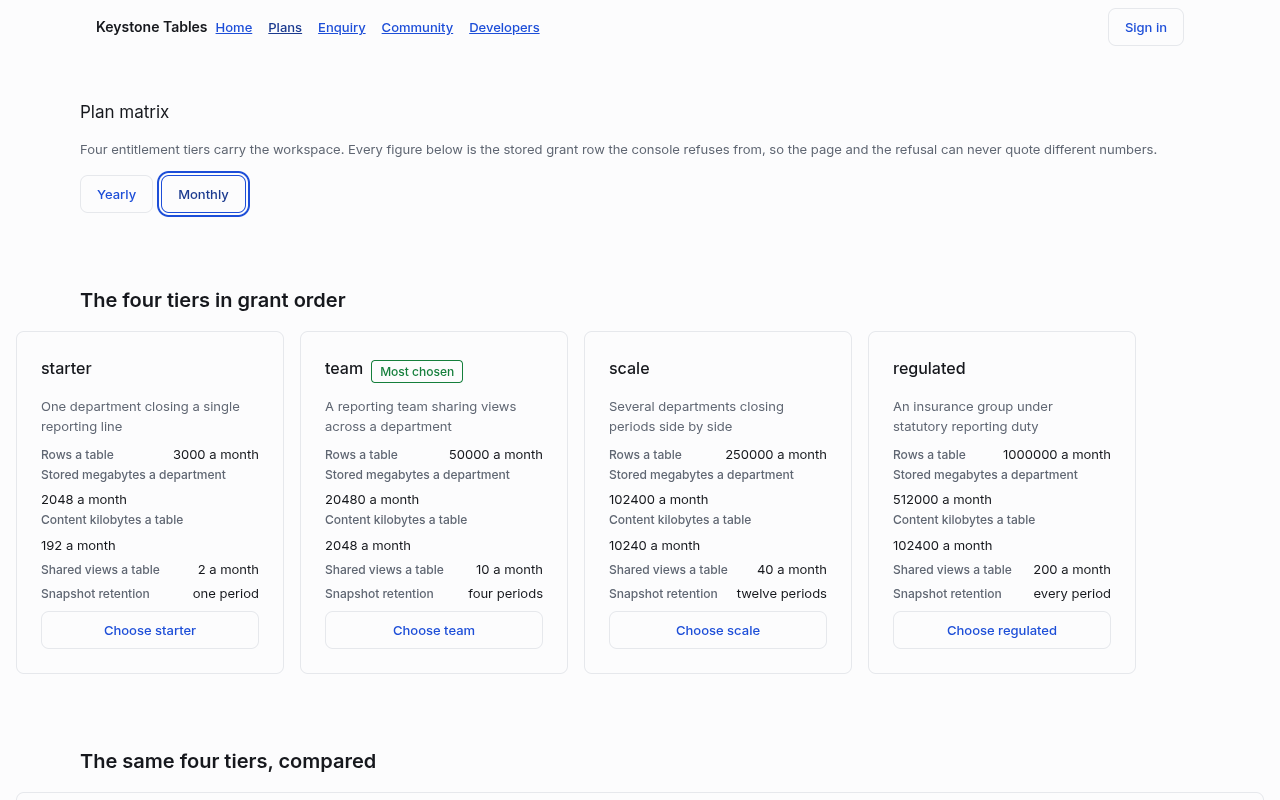 Keystone Tables Home Plans Enquiry Community Developers Sign in
Plan matrix
Four entitlement tiers carry the workspace. Every figure below is the stored grant row the console refuses from, so the page and the refusal can never quote different numbers.
Yearly Monthly
The four tiers in grant order
starter
One department closing a single
reporting line
Rows a table 3000 a month
Stored megabytes a department
2048 a month
Content kilobytes a table
192 a month
Shared views a table 2 a month
Snapshot retention one period
Choose starter
team Most chosen
A reporting team sharing views
across a department
Rows a table 50000 a month
Stored megabytes a department
20480 a month
Content kilobytes a table
2048 a month
Shared views a table 10 a month
Snapshot retention four periods
Choose team
scale
Several departments closing
periods side by side
Rows a table 250000 a month
Stored megabytes a department
102400 a month
Content kilobytes a table
10240 a month
Shared views a table 40 a month
Snapshot retention twelve periods
Choose scale
regulated
An insurance group under
statutory reporting duty
Rows a table 1000000 a month
Stored megabytes a department
512000 a month
Content kilobytes a table
102400 a month
Shared views a table 200 a month
Snapshot retention every period
Choose regulated
The same four tiers, compared